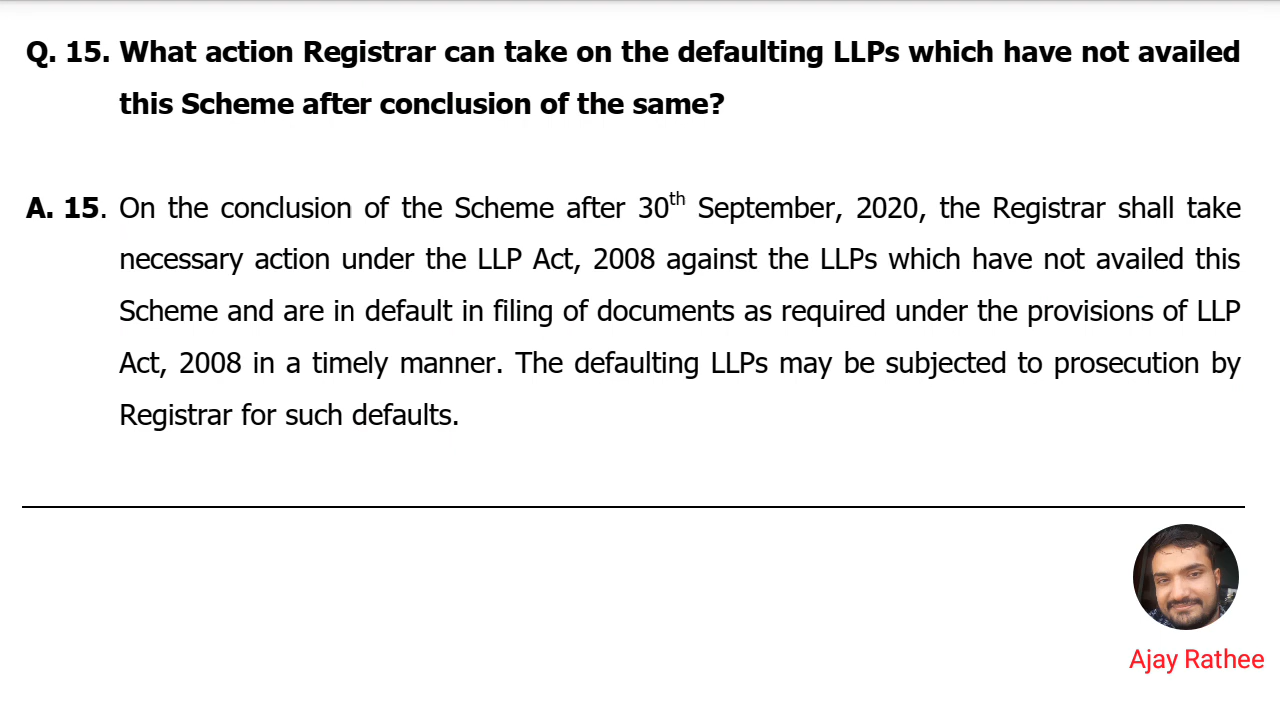 Q. 15. What action Registrar can take on the defaulting LLPs which have not availed
this Scheme after conclusion of the same?
A. 15. On the conclusion of the Scheme after 30th September, 2020, the Registrar shall take
necessary action under the LLP Act, 2008 against the LLPs which have not availed this
Scheme and are in default in filing of documents as required under the provisions of LLP
Act, 2008 in a timely manner. The defaulting LLPs may be subjected to prosecution by
Registrar for such defaults.
Ajay Rathee